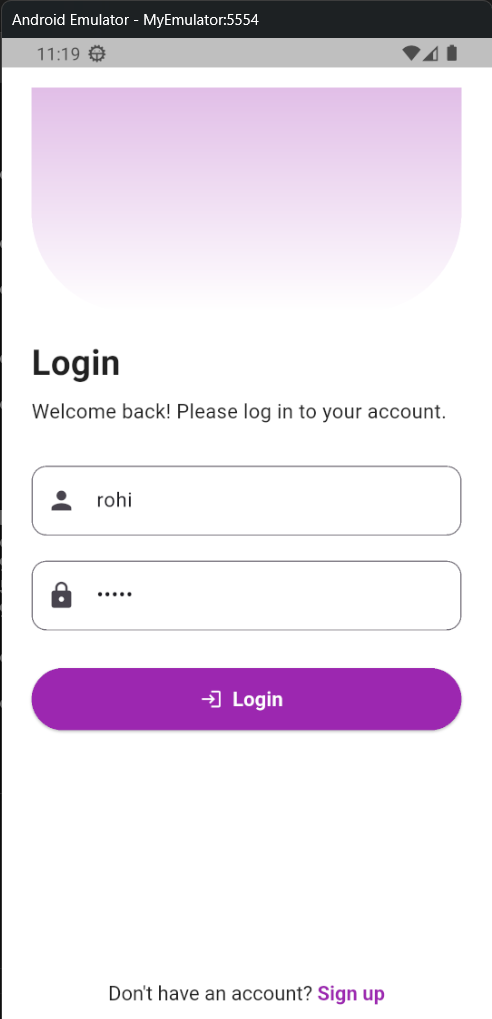 Android Emulator - MyEmulator:5554
11:19
Login
Welcome back! Please log in to your account.
rohi
•••••
Login
Don't have an account? Sign up